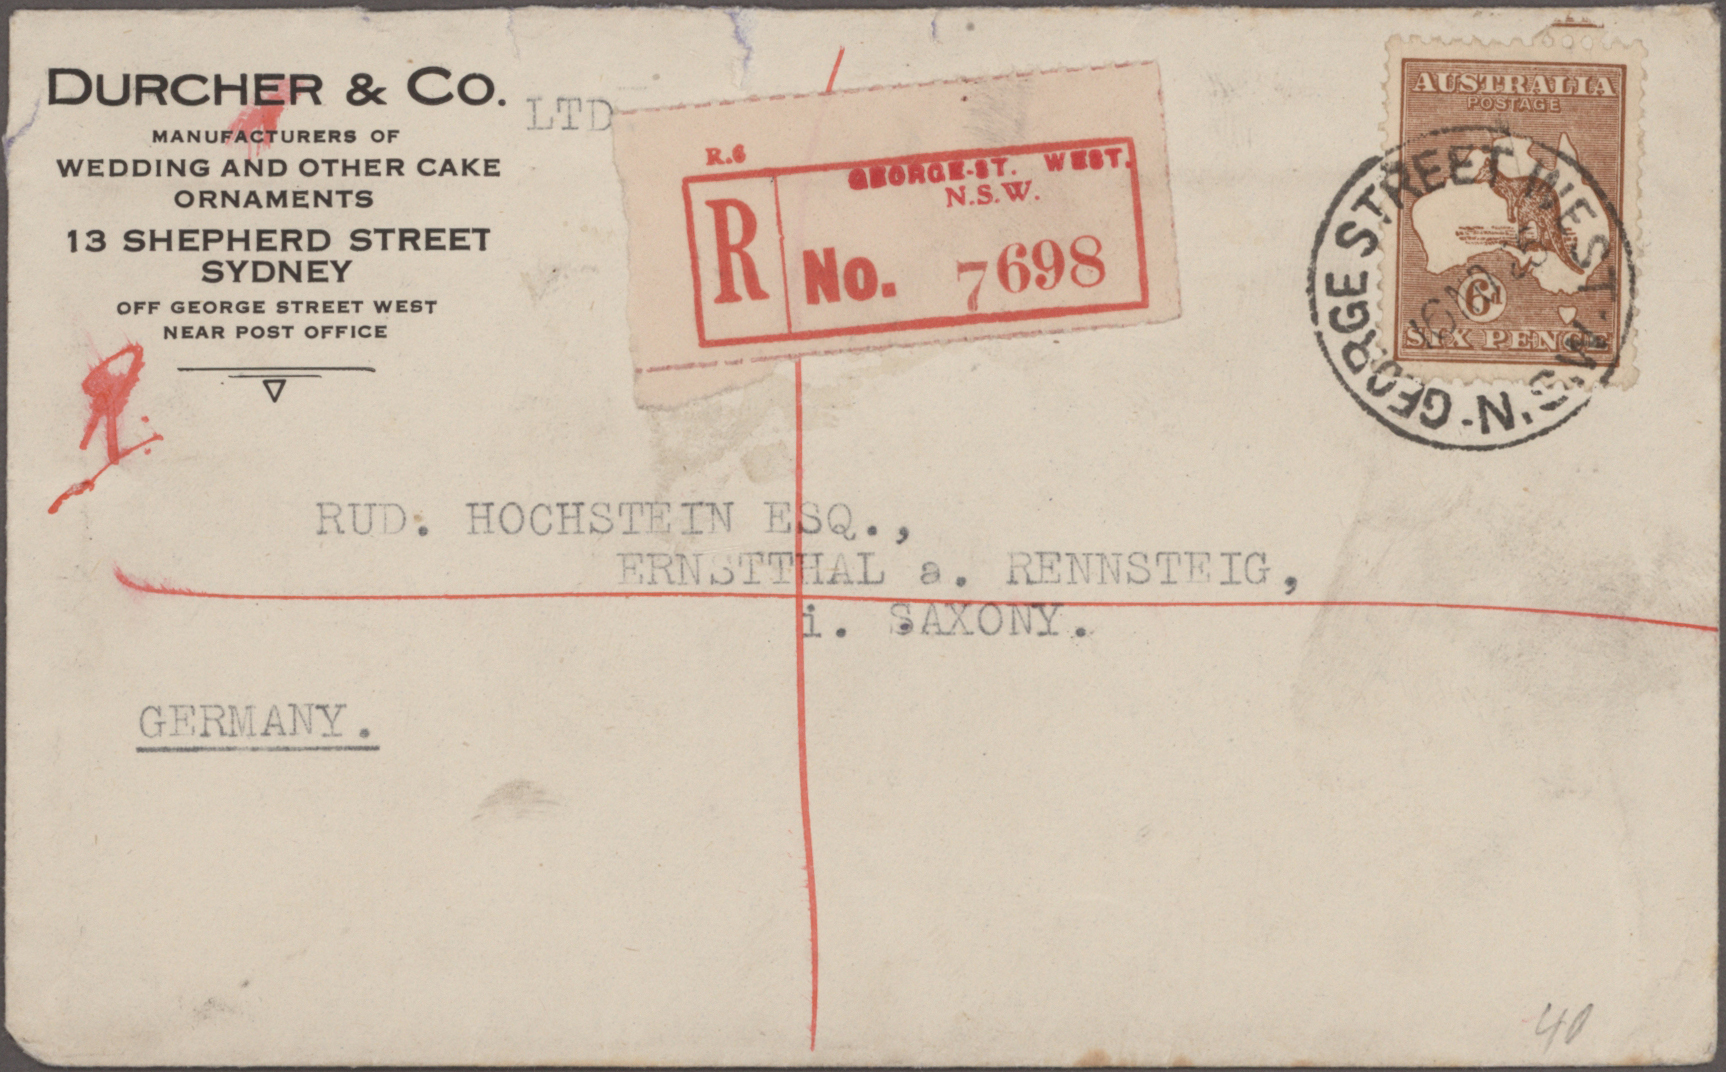 DURCHER & CO. LTD
MANUFACTURERS OF
WEDDING AND OTHER CAKE
ORNAMENTS
13 SHEPHERD STREET
SYDNEY
OFF GEORGE STREET WEST
NEAR POST OFFICE
R.6
GEORGE-ST. WEST.
N.S.W.
R No. 7698
AUSTRALIA
POSTAGE
6d
SIX PENCE
GEORGE STREET WEST. N.S.W.
R.
RUD. HOCHSTEIN ESQ.,
ERNSTTHAL a. RENNSTEIG,
i. SAXONY.
GERMANY.
40